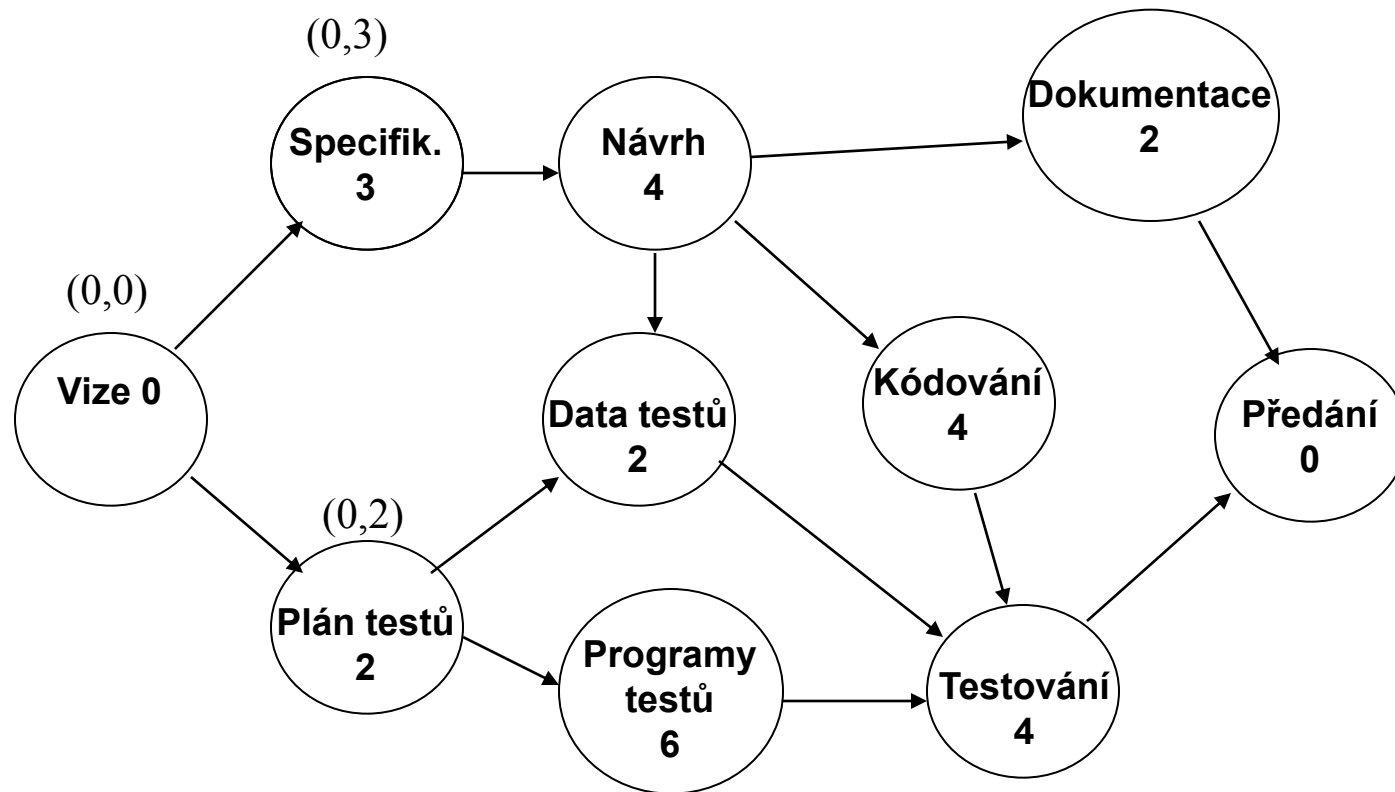 (0,3)
Specifik.
3
Návrh
4
Dokumentace
2
(0,0)
Vize 0
Data testů
2
Kódování
4
Předání
0
(0,2)
Plán testů
2
Programy
testů
6
Testování
4